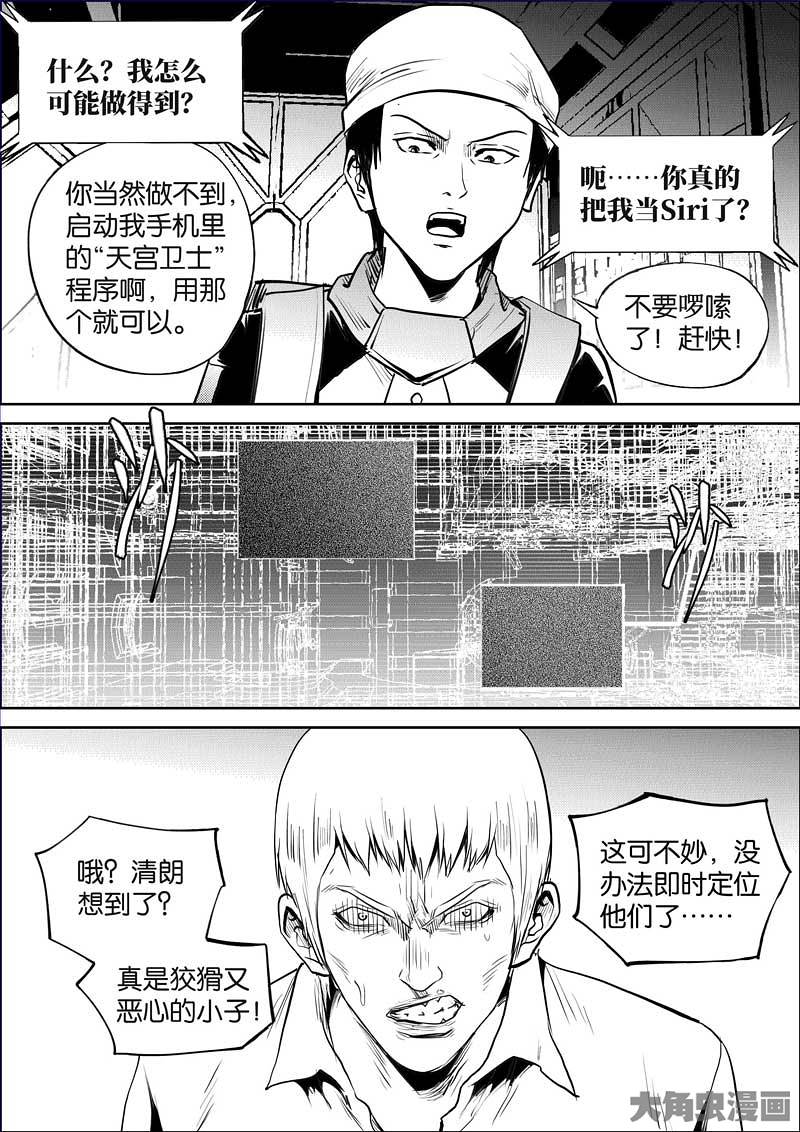 什么？我怎么
可能做得到？
你当然做不到，
启动我手机里
的“天宫卫士”
程序啊，用那
个就可以。
呃……你真的
把我当Siri了？
不要啰嗦
了！赶快！
哦？清朗
想到了？
真是狡猾又
恶心的小子！
这可不妙，没
办法即时定位
他们了……
大角虫漫画